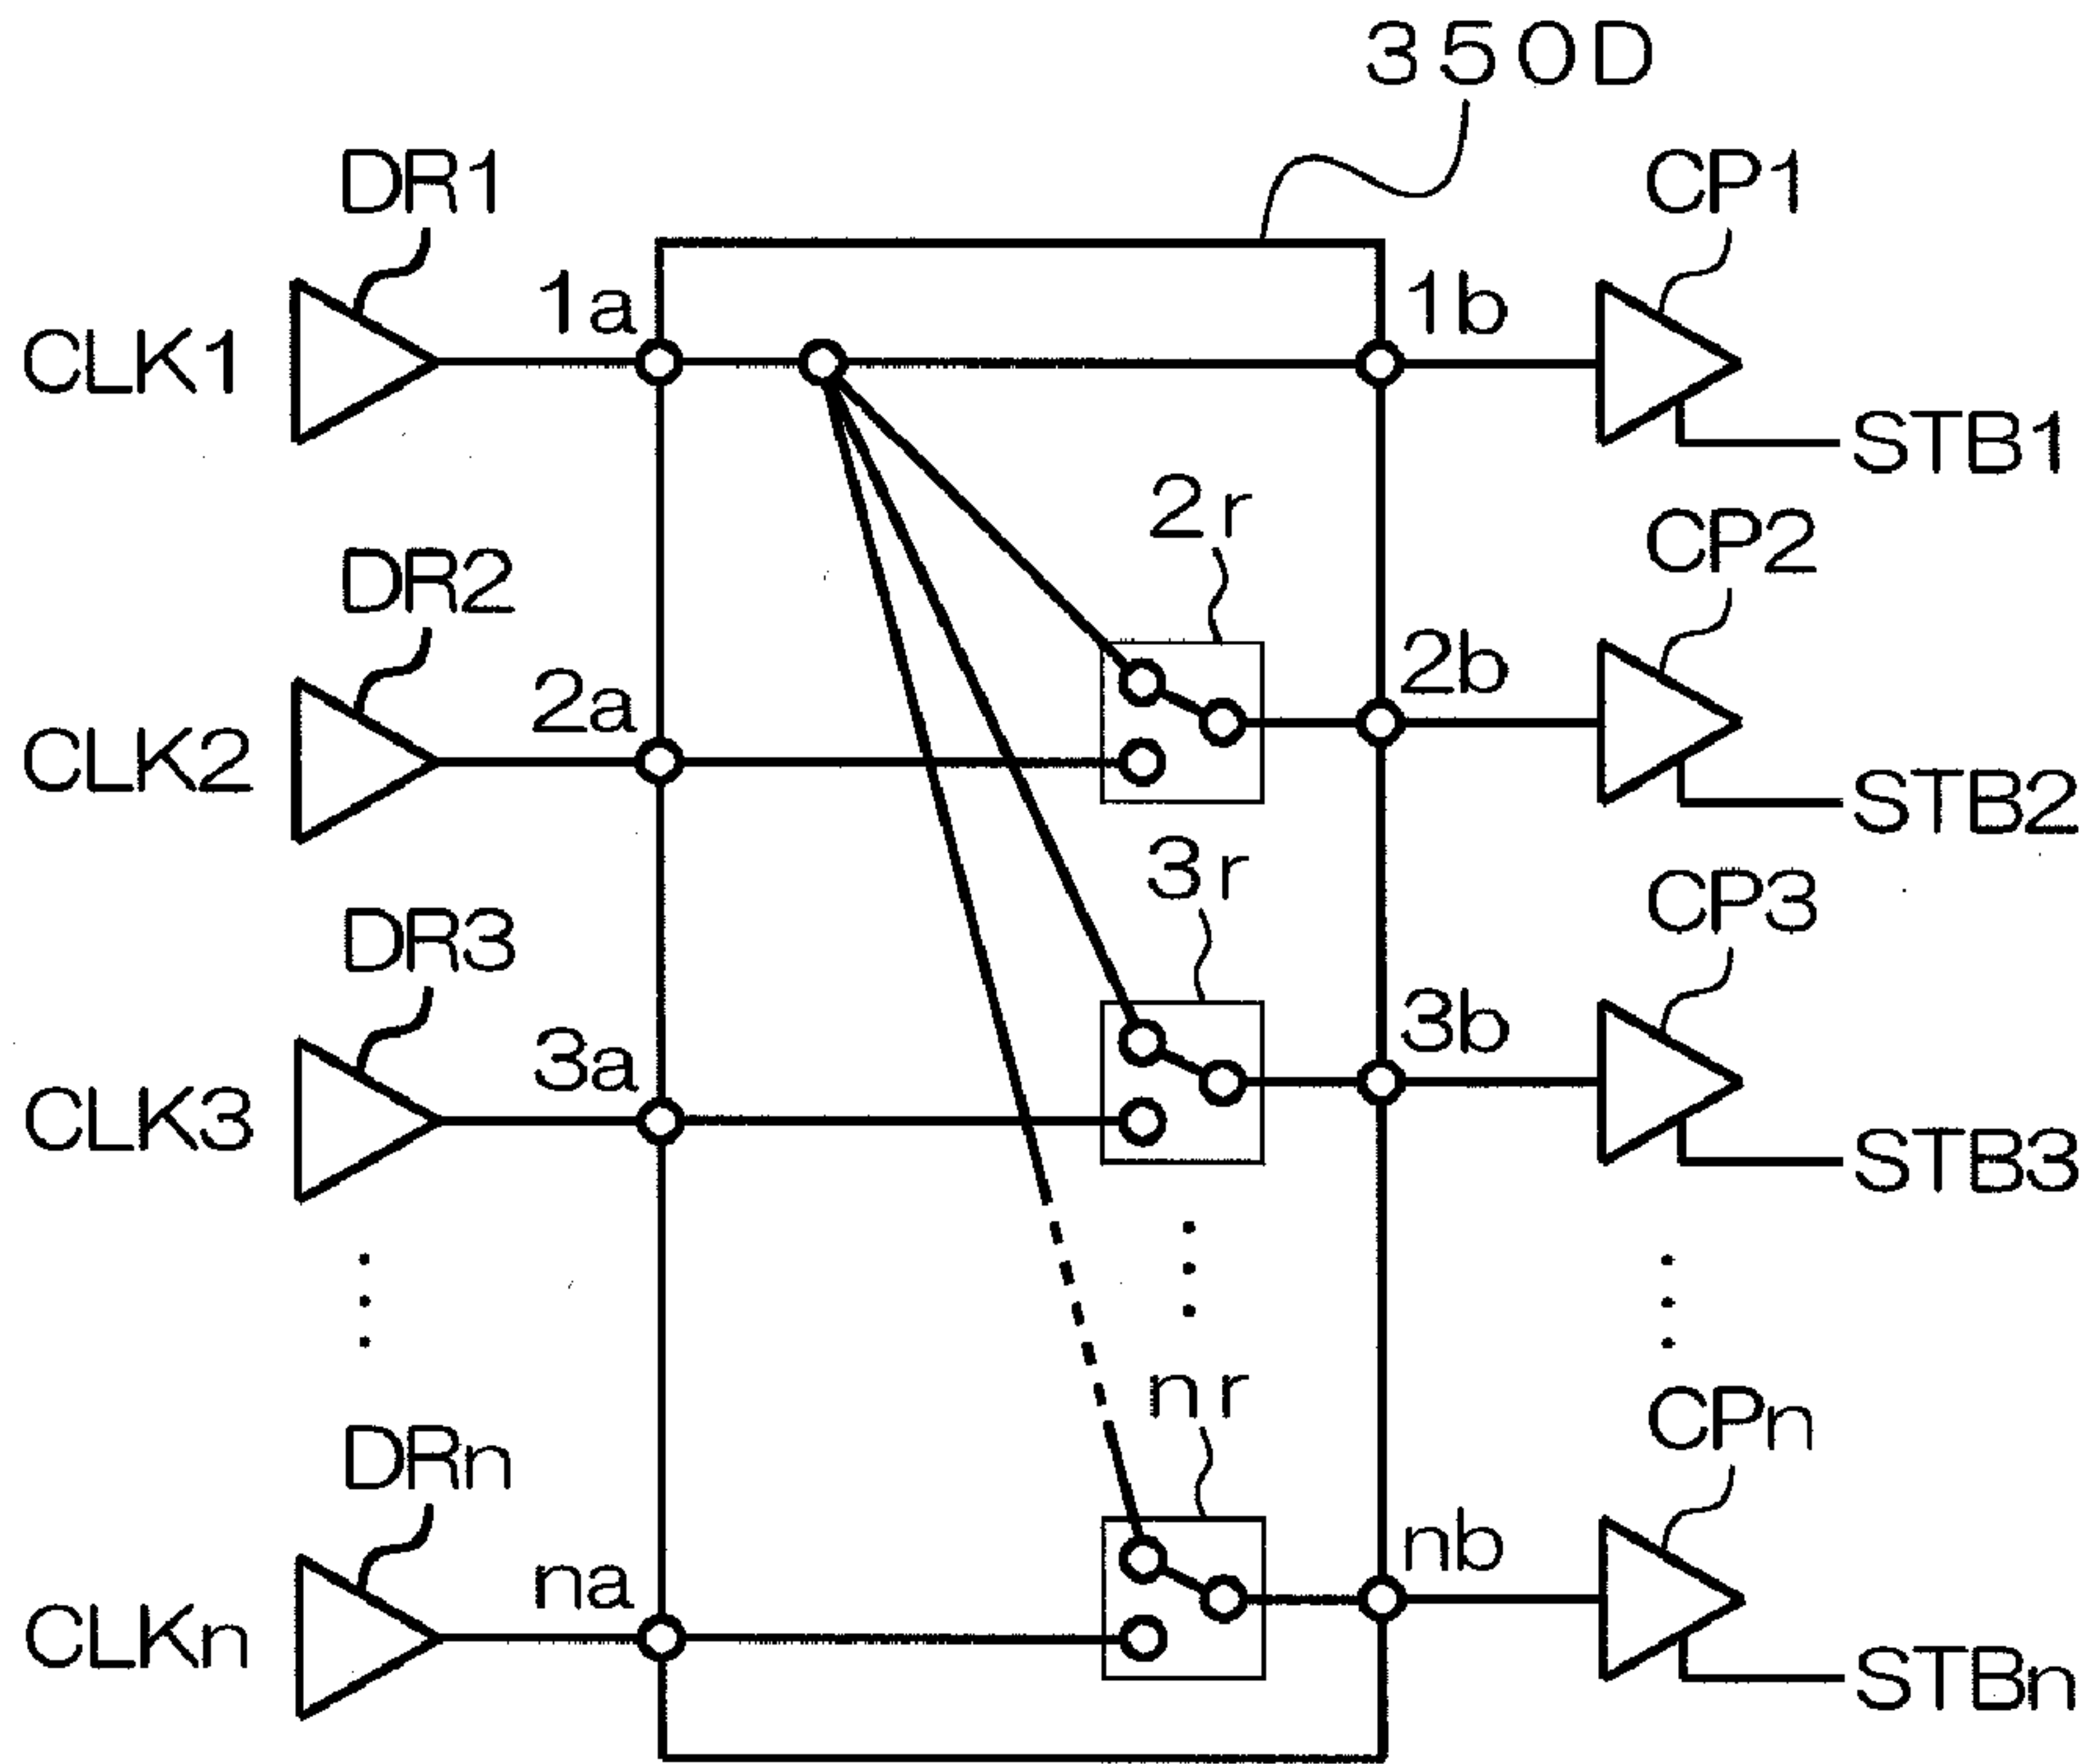 350D
DR1
CP1
1a
1b
CLK1
STB1
2r
DR2
CP2
2a
2b
CLK2
STB2
3r
DR3
CP3
3a
3b
CLK3
STB3
nr
DRn
CPn
na
nb
CLKn
STBn